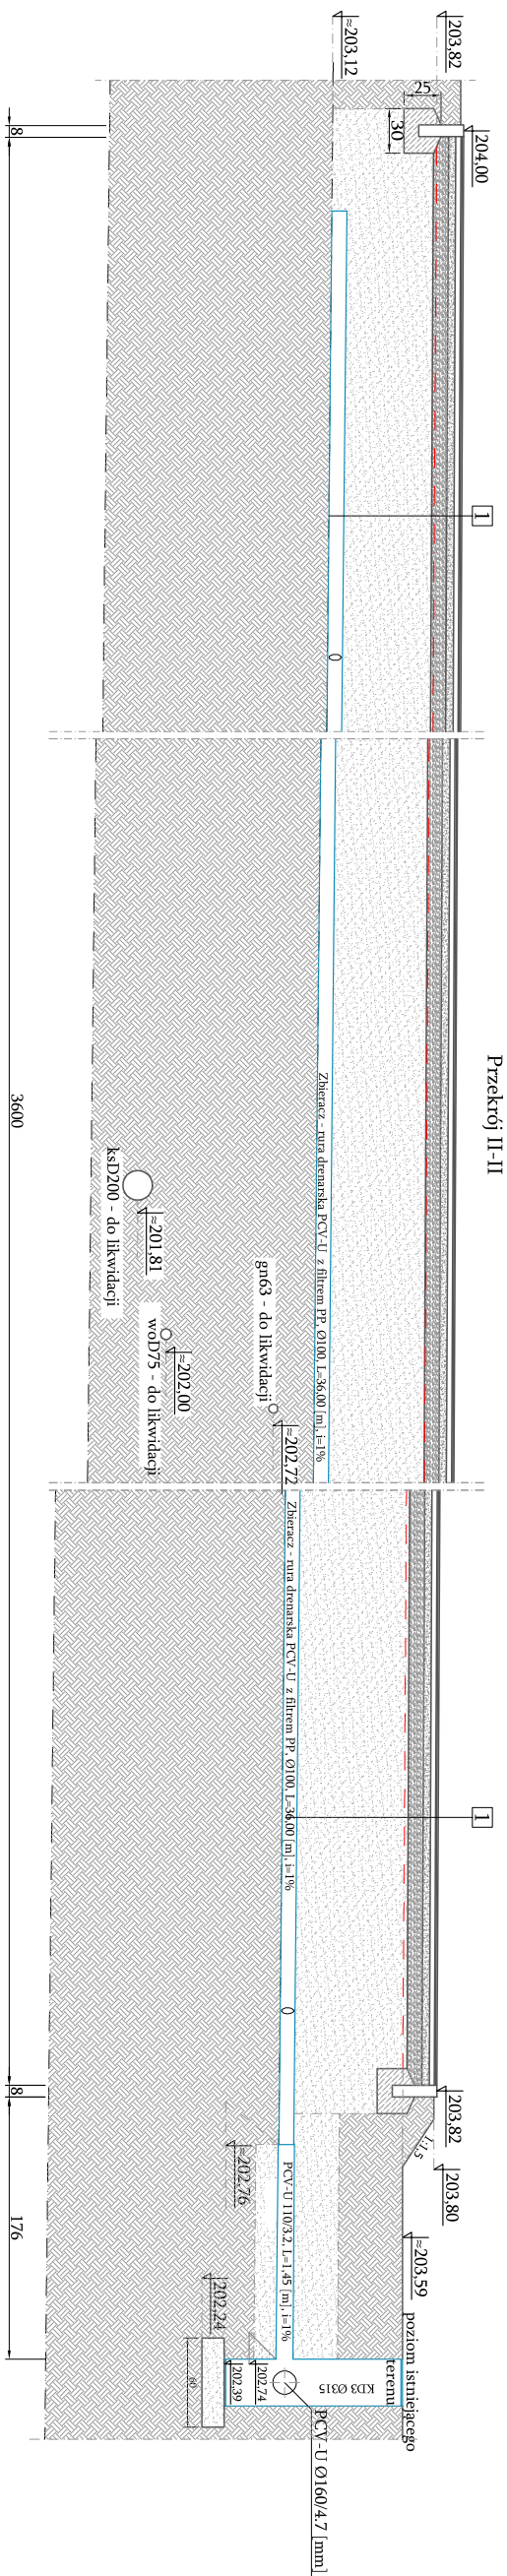 Przekrój II-II
≈203,12
203,82
25
30
204,00
8
1
3600
Zbieracz - rura drenarska PCV-U z filtrem PP, Ø100, L=36,00 [m], i=1%
ksD200 - do likwidacji
≈201,81
woD75 - do likwidacji
≈202,00
gn63 - do likwidacji
≈202,72
Zbieracz - rura drenarska PCV-U z filtrem PP, Ø100, L=36,00 [m], i=1%
1
8
203,82
203,80
1:1,5
≈203,59
poziom istniejącego
terenu
≈202,76
PCV-U 110/3.2, L=1,45 [m], i=1%
176
202,24
60
202,39
202,74
KD3 Ø315
PCV-U Ø160/4.7 [mm]